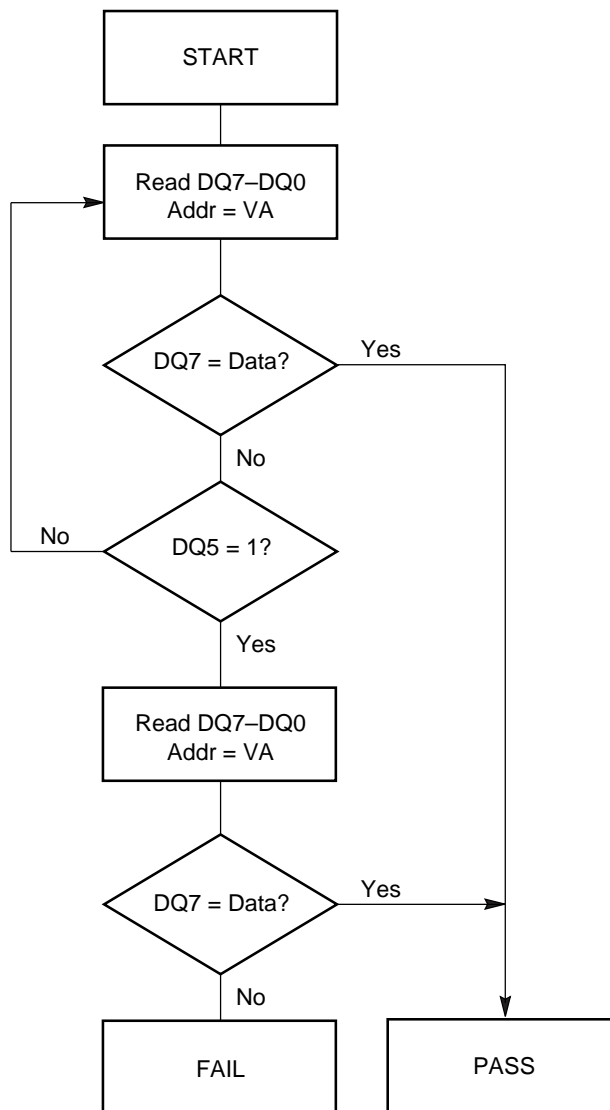 START
Read DQ7–DQ0
Addr = VA
DQ7 = Data?
Yes
No
No
DQ5 = 1?
Yes
Read DQ7–DQ0
Addr = VA
DQ7 = Data?
Yes
No
FAIL
PASS